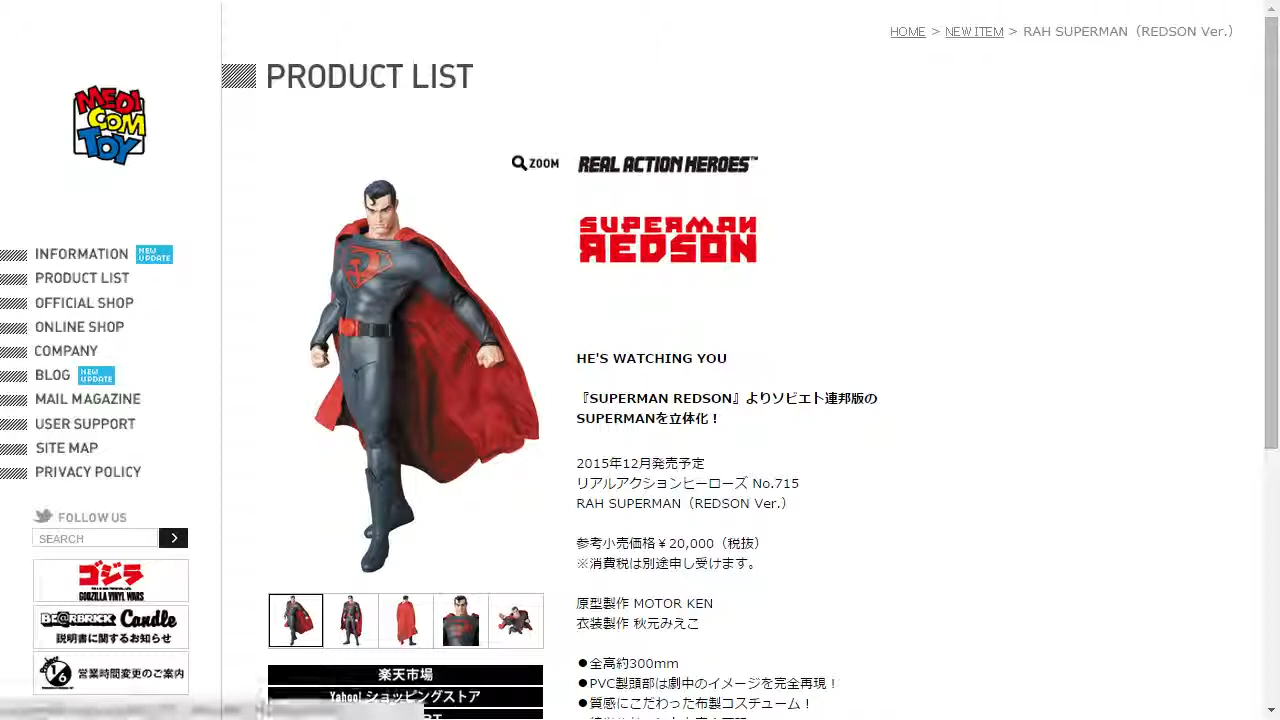 HOME > NEW ITEM > RAH SUPERMAN（REDSON Ver.）
PRODUCT LIST
MEDI
COM
TOY
INFORMATION NEW UPDATE
PRODUCT LIST
OFFICIAL SHOP
ONLINE SHOP
COMPANY
BLOG NEW UPDATE
MAIL MAGAZINE
USER SUPPORT
SITE MAP
PRIVACY POLICY
FOLLOW US
SEARCH
ゴジラ
GODZILLA VINYL WARS
BE@RBRICK Candle
説明書に関するお知らせ
1/6 営業時間変更のご案内
ZOOM
REAL ACTION HEROES™
SUPERMAN
REDSON
HE'S WATCHING YOU
『SUPERMAN REDSON』よりソビエト連邦版の
SUPERMANを立体化！
2015年12月発売予定
リアルアクションヒーローズ No.715
RAH SUPERMAN（REDSON Ver.）
参考小売価格￥20,000（税抜）
※消費税は別途申し受けます。
原型製作 MOTOR KEN
衣装製作 秋元みえこ
●全高約300mm
●PVC製頭部は劇中のイメージを完全再現！
●質感にこだわった布製コスチューム！
楽天市場
Yahoo! ショッピングストア